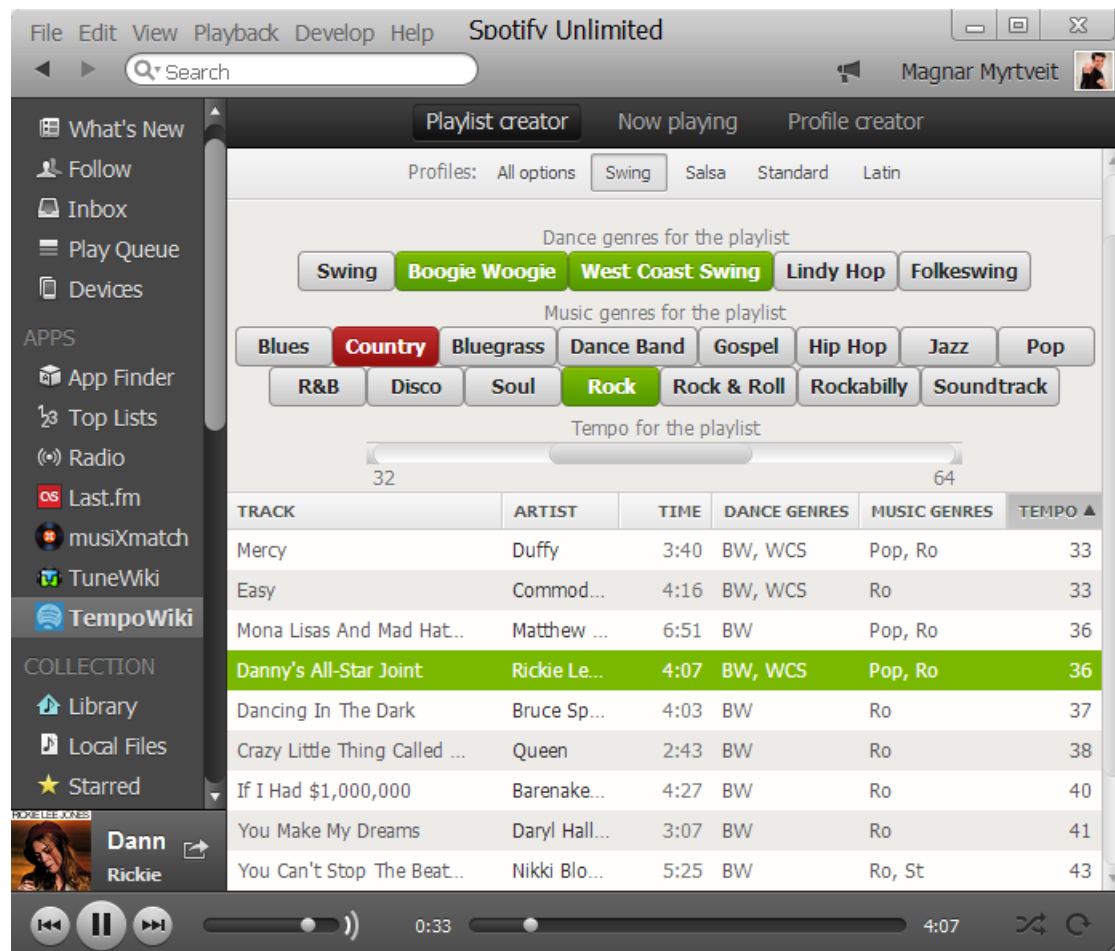 File Edit View Playback Develop Help Spotify Unlimited
Search Magnar Myrtveit
What's New
Follow
Inbox
Play Queue
Devices
APPS
App Finder
Top Lists
Radio
Last.fm
musiXmatch
TuneWiki
TempoWiki
COLLECTION
Library
Local Files
Starred
RICKIE LEE JONES
Dann
Rickie
Playlist creator Now playing Profile creator
Profiles: All options Swing Salsa Standard Latin
Dance genres for the playlist
Swing Boogie Woogie West Coast Swing Lindy Hop Folkeswing
Music genres for the playlist
Blues Country Bluegrass Dance Band Gospel Hip Hop Jazz Pop
R&B Disco Soul Rock Rock & Roll Rockabilly Soundtrack
Tempo for the playlist
32 64
TRACK ARTIST TIME DANCE GENRES MUSIC GENRES TEMPO
Mercy Duffy 3:40 BW, WCS Pop, Ro 33
Easy Commod... 4:16 BW, WCS Ro 33
Mona Lisas And Mad Hat... Matthew ... 6:51 BW Pop, Ro 36
Danny's All-Star Joint Rickie Le... 4:07 BW, WCS Pop, Ro 36
Dancing In The Dark Bruce Sp... 4:03 BW Ro 37
Crazy Little Thing Called ... Queen 2:43 BW Ro 38
If I Had $1,000,000 Barenake... 4:27 BW Ro 40
You Make My Dreams Daryl Hall... 3:07 BW Ro 41
You Can't Stop The Beat... Nikki Blo... 5:25 BW Ro, St 43
0:33 4:07